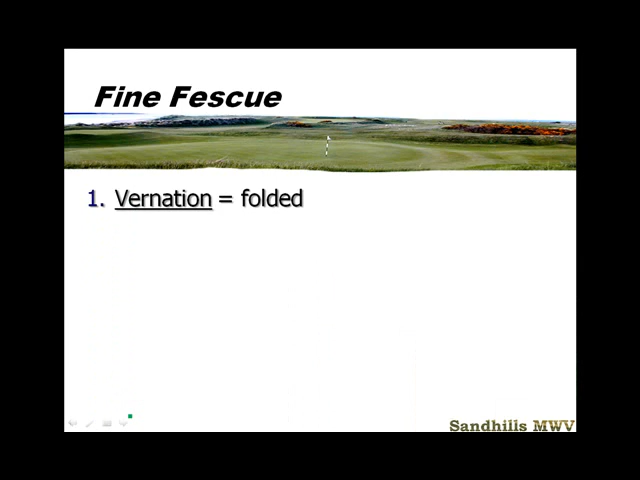 Fine Fescue
1. Vernation = folded
Sandhills MWV